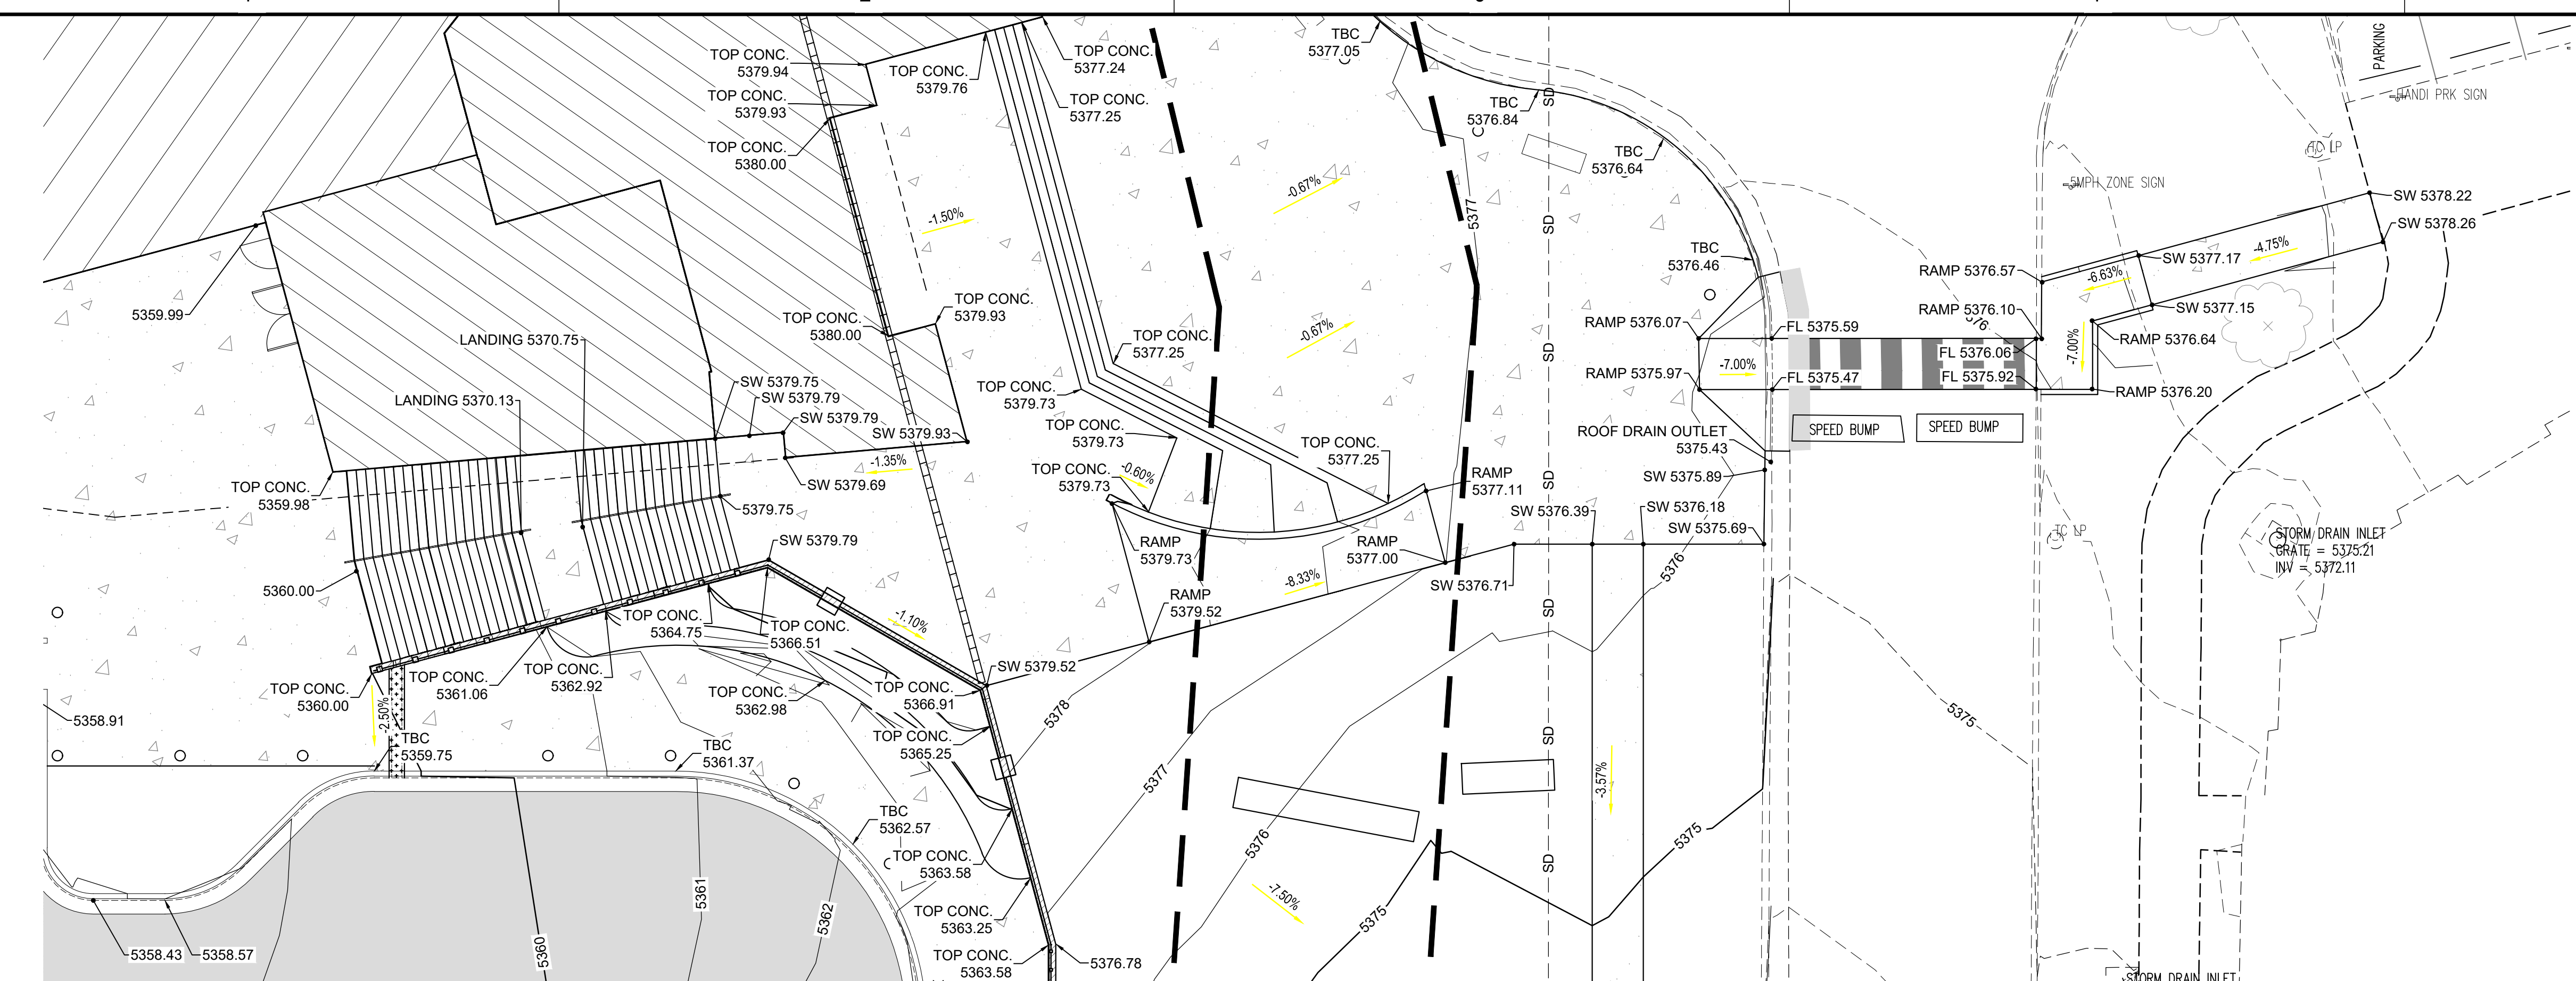 TOP CONC.
5379.94
TOP CONC.
5379.93
TOP CONC.
5380.00
TOP CONC.
5379.76
TOP CONC.
5377.24
TOP CONC.
5377.25
TBC
5377.05
TBC
5376.84
TBC
5376.64
TBC
5376.46
SD
SD
SD
SD
SD
SD
SD
SD
PARKING
HANDI PRK SIGN
5MPH ZONE SIGN
SW 5378.22
SW 5378.26
-4.75%
SW 5377.17
-6.63%
SW 5377.15
RAMP 5376.57
RAMP 5376.10
RAMP 5376.64
-7.00%
RAMP 5376.20
FL 5376.06
FL 5375.92
RAMP 5376.07
FL 5375.59
-7.00%
RAMP 5375.97
FL 5375.47
SPEED BUMP
SPEED BUMP
ROOF DRAIN OUTLET
5375.43
SW 5375.89
SW 5376.39
SW 5376.18
SW 5375.69
SW 5376.71
-0.67%
-0.67%
-1.50%
5377
5359.99
LANDING 5370.75
LANDING 5370.13
TOP CONC.
5380.00
TOP CONC.
5379.93
TOP CONC.
5377.25
TOP CONC.
5379.73
TOP CONC.
5379.73
TOP CONC.
5379.73
-0.60%
TOP CONC.
5377.25
SW 5379.75
SW 5379.79
SW 5379.79
SW 5379.93
-1.35%
SW 5379.69
5379.75
SW 5379.79
TOP CONC.
5359.98
5360.00
RAMP
5379.73
RAMP
5377.00
RAMP
5377.11
-8.33%
RAMP
5379.52
SW 5379.52
-1.10%
TOP CONC.
5364.75
TOP CONC.
5366.51
TOP CONC.
5360.00
TOP CONC.
5361.06
TOP CONC.
5362.92
TOP CONC.
5362.98
TOP CONC.
5366.91
TOP CONC.
5365.25
-2.50%
5358.91
TBC
5359.75
TBC
5361.37
TBC
5362.57
TOP CONC.
5363.58
TOP CONC.
5363.25
TOP CONC.
5363.58
5376.78
5358.43
5358.57
5360
5361
5362
5378
5377
5376
5375
5375
5376
5375
376
-7.50%
-3.57%
TC LP
STORM DRAIN INLET
GRATE = 5375.21
INV = 5372.11
STORM DRAIN INLET